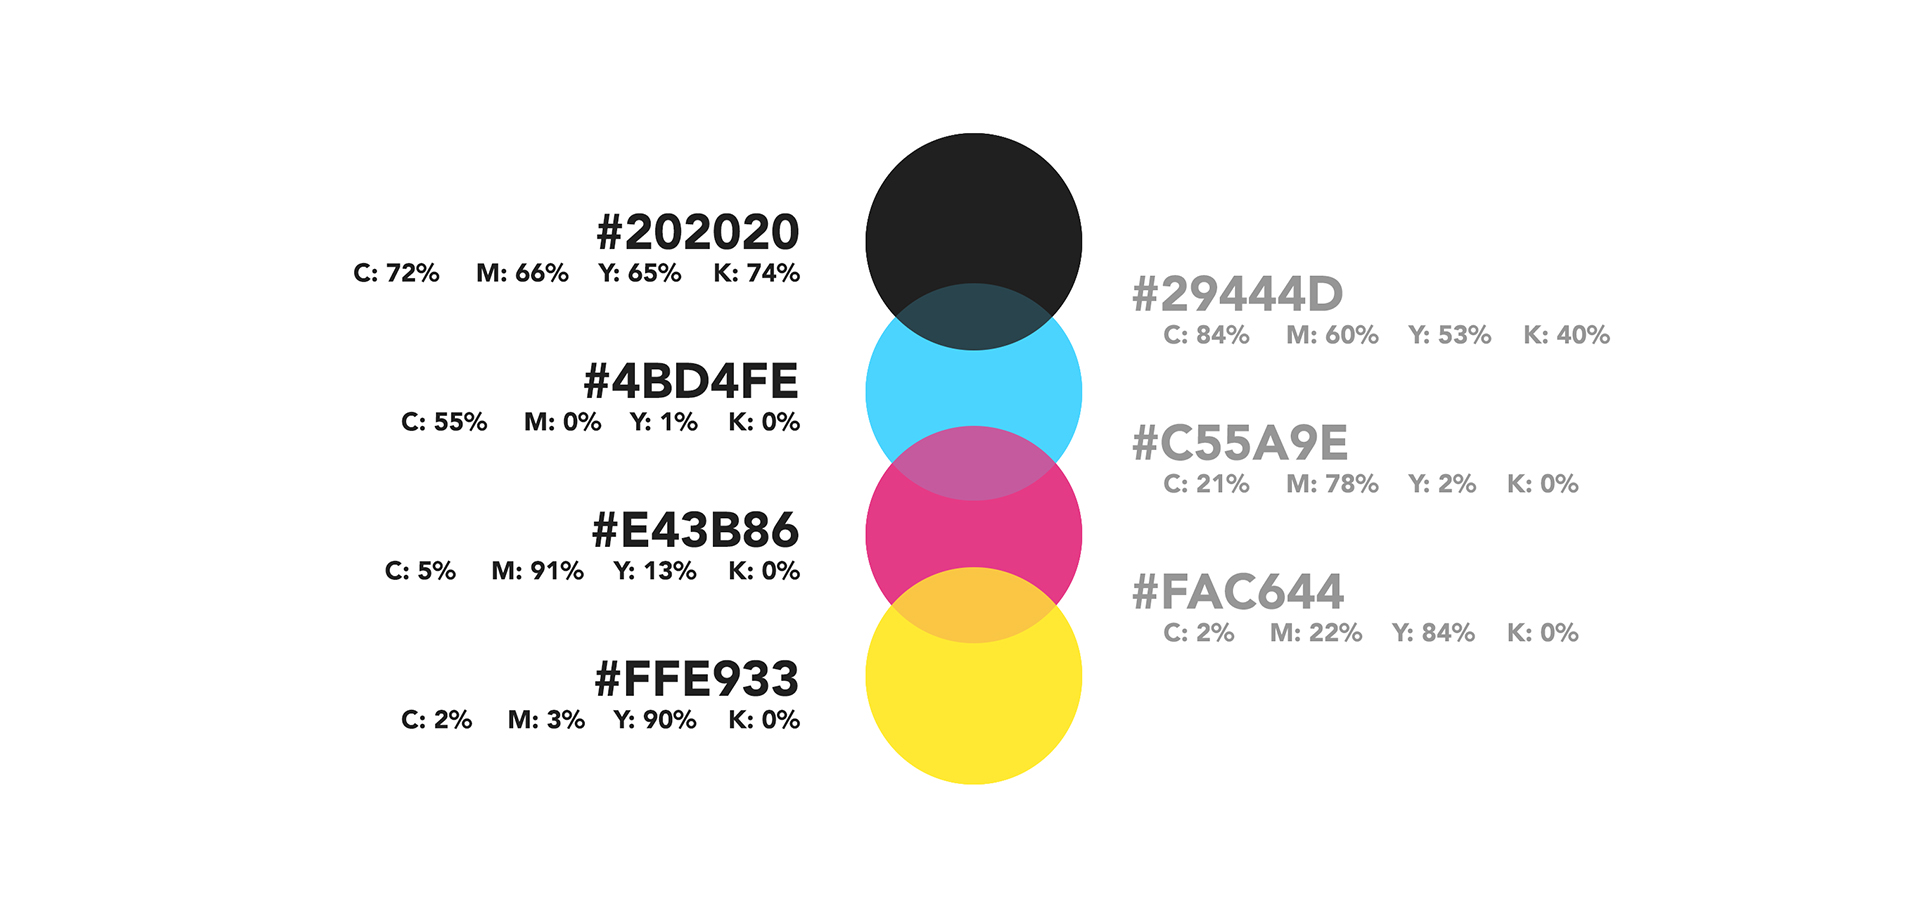 #202020
C: 72% M: 66% Y: 65% K: 74%
#29444D
C: 84% M: 60% Y: 53% K: 40%
#4BD4FE
C: 55% M: 0% Y: 1% K: 0%
#C55A9E
C: 21% M: 78% Y: 2% K: 0%
#E43B86
C: 5% M: 91% Y: 13% K: 0%
#FAC644
C: 2% M: 22% Y: 84% K: 0%
#FFE933
C: 2% M: 3% Y: 90% K: 0%